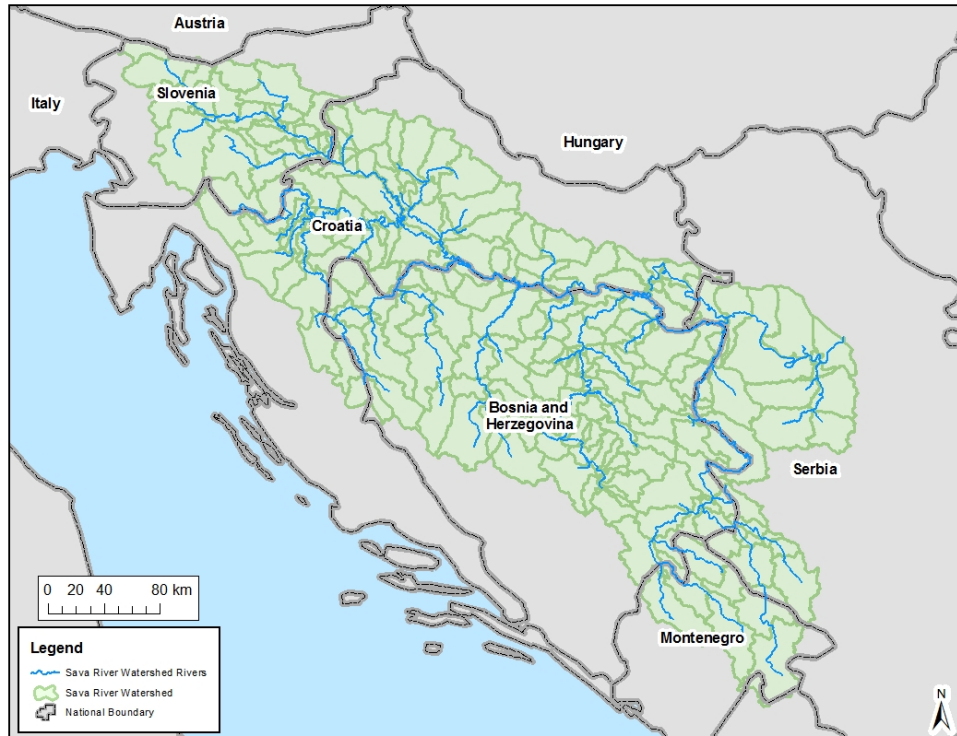 Austria
Slovenia
Italy
Hungary
Croatia
Bosnia and
Herzegovina
Serbia
Montenegro
0 20 40 80 km
Legend
Sava River Watershed Rivers
Sava River Watershed
National Boundary
N